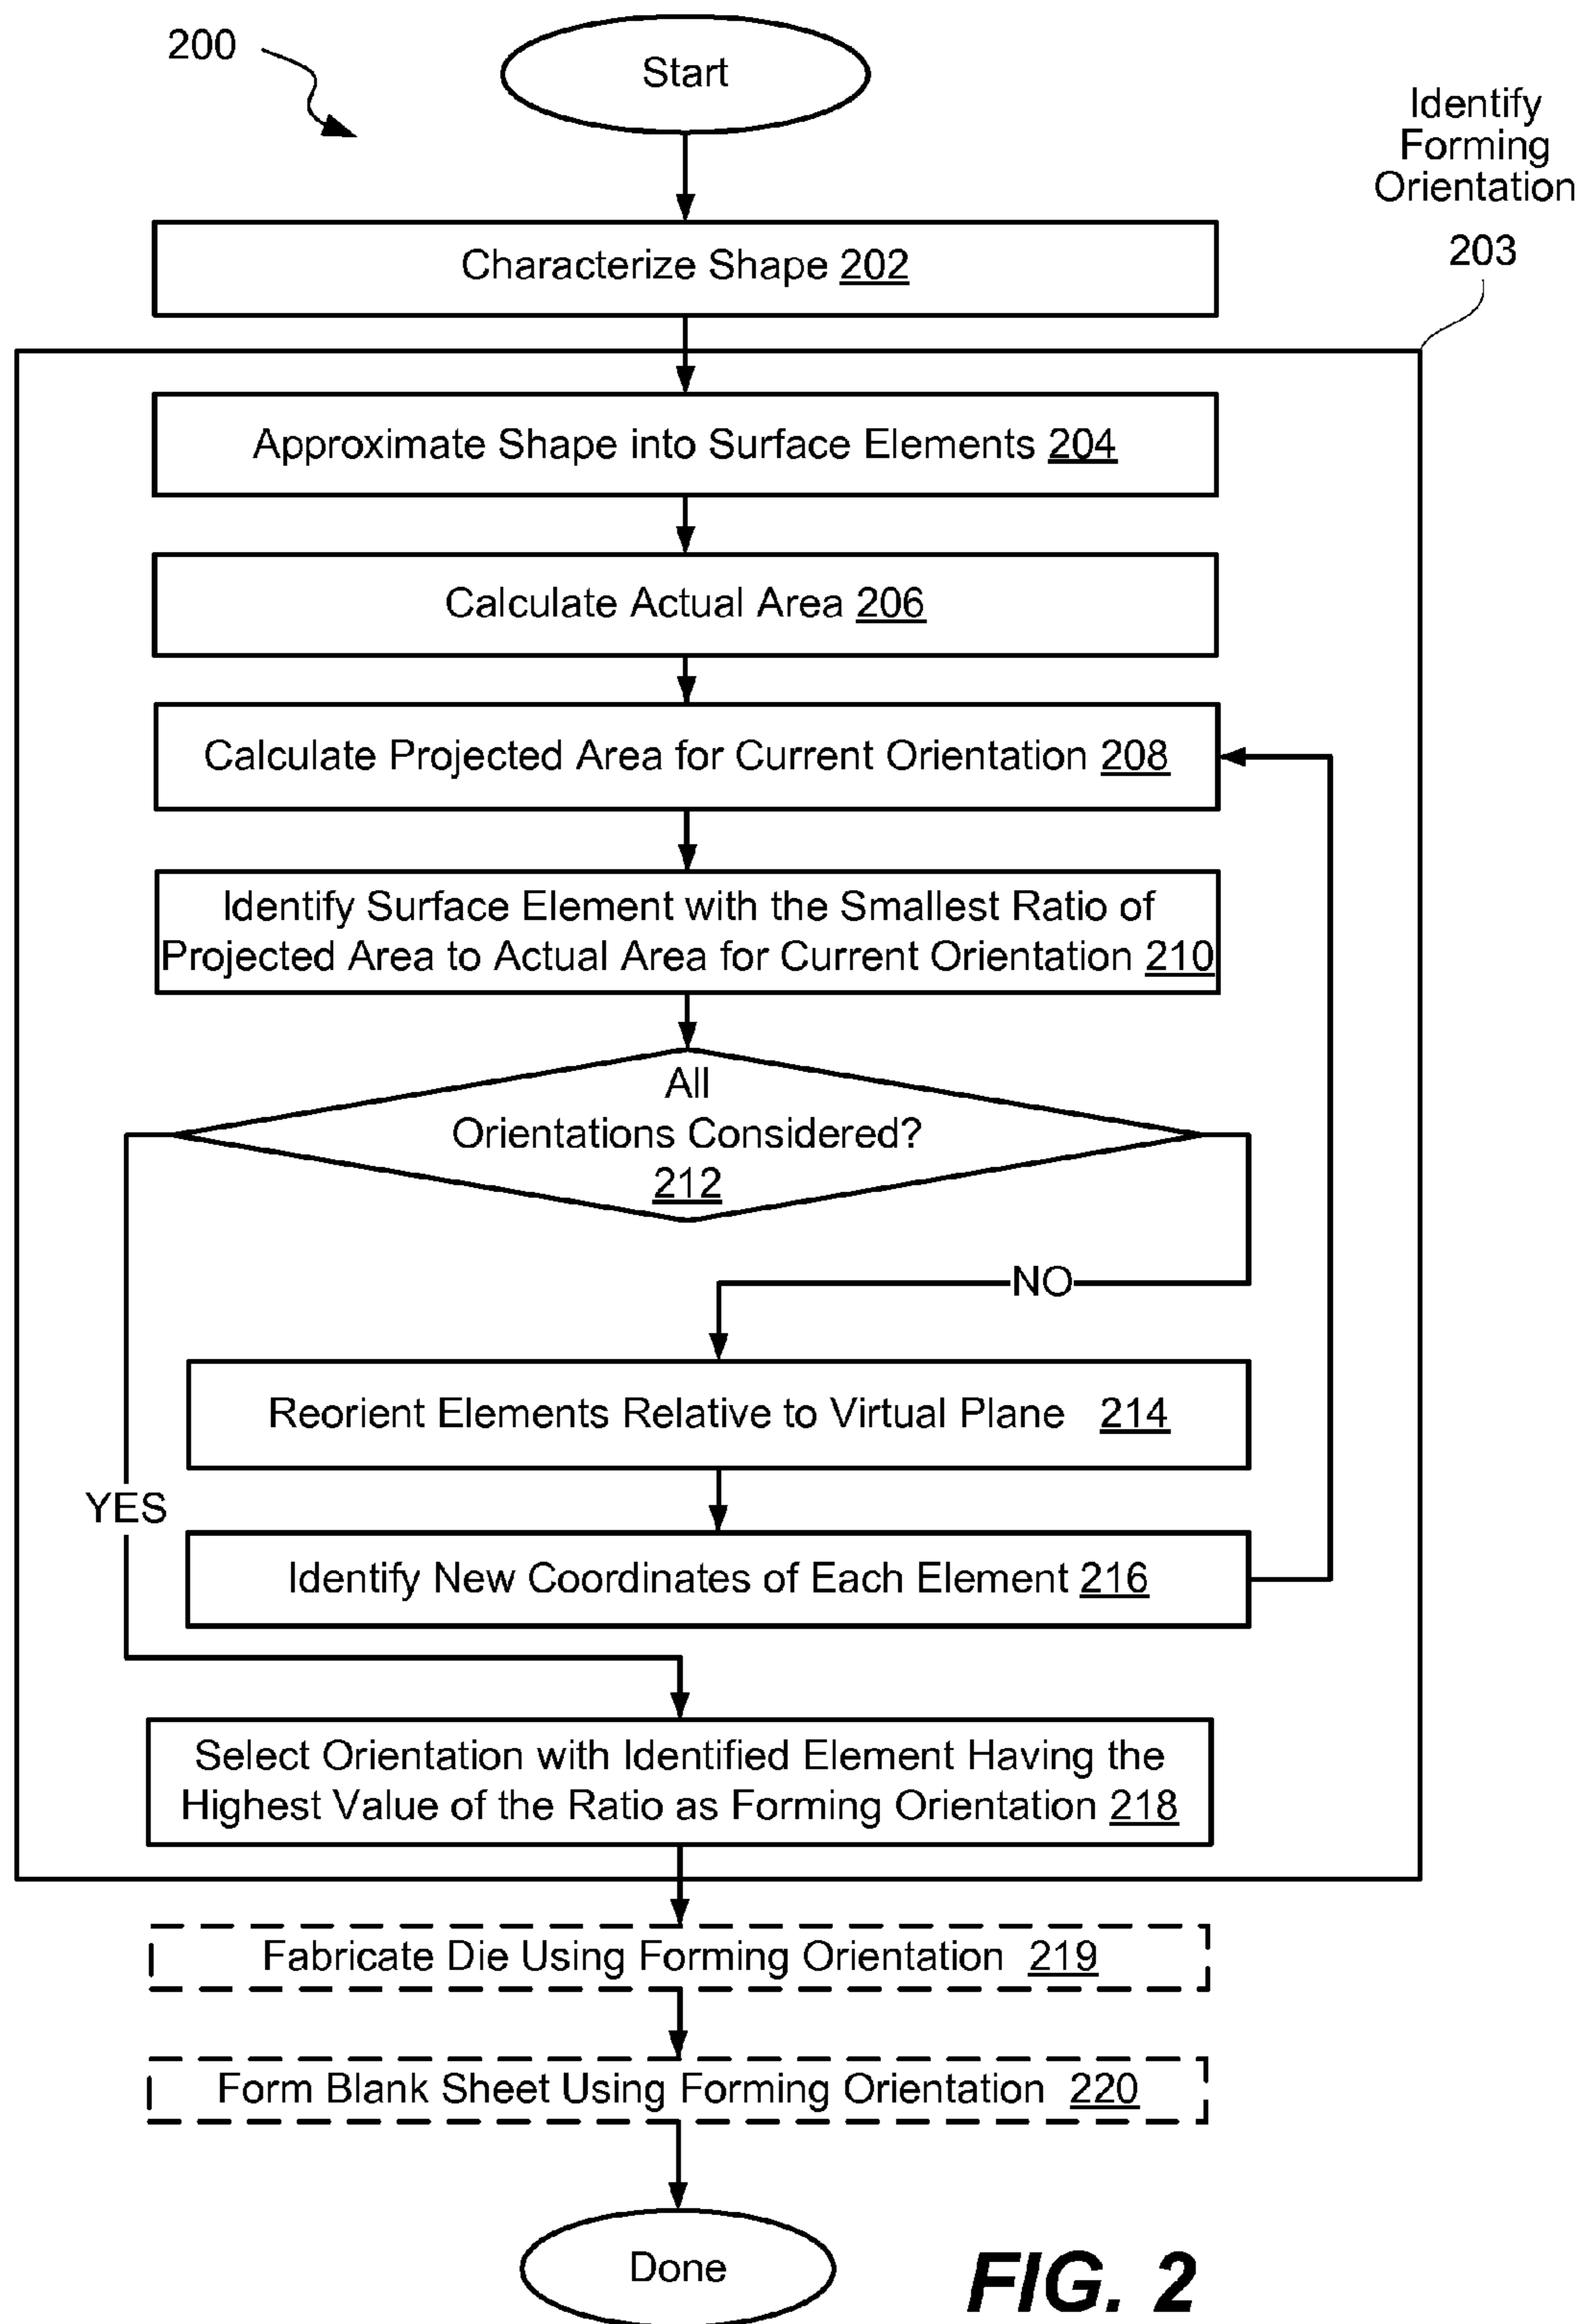 200
Start
Identify
Forming
Orientation
203
Characterize Shape 202
Approximate Shape into Surface Elements 204
Calculate Actual Area 206
Calculate Projected Area for Current Orientation 208
Identify Surface Element with the Smallest Ratio of
Projected Area to Actual Area for Current Orientation 210
All
Orientations Considered?
212
NO
Reorient Elements Relative to Virtual Plane 214
YES
Identify New Coordinates of Each Element 216
Select Orientation with Identified Element Having the
Highest Value of the Ratio as Forming Orientation 218
Fabricate Die Using Forming Orientation 219
Form Blank Sheet Using Forming Orientation 220
Done
FIG. 2